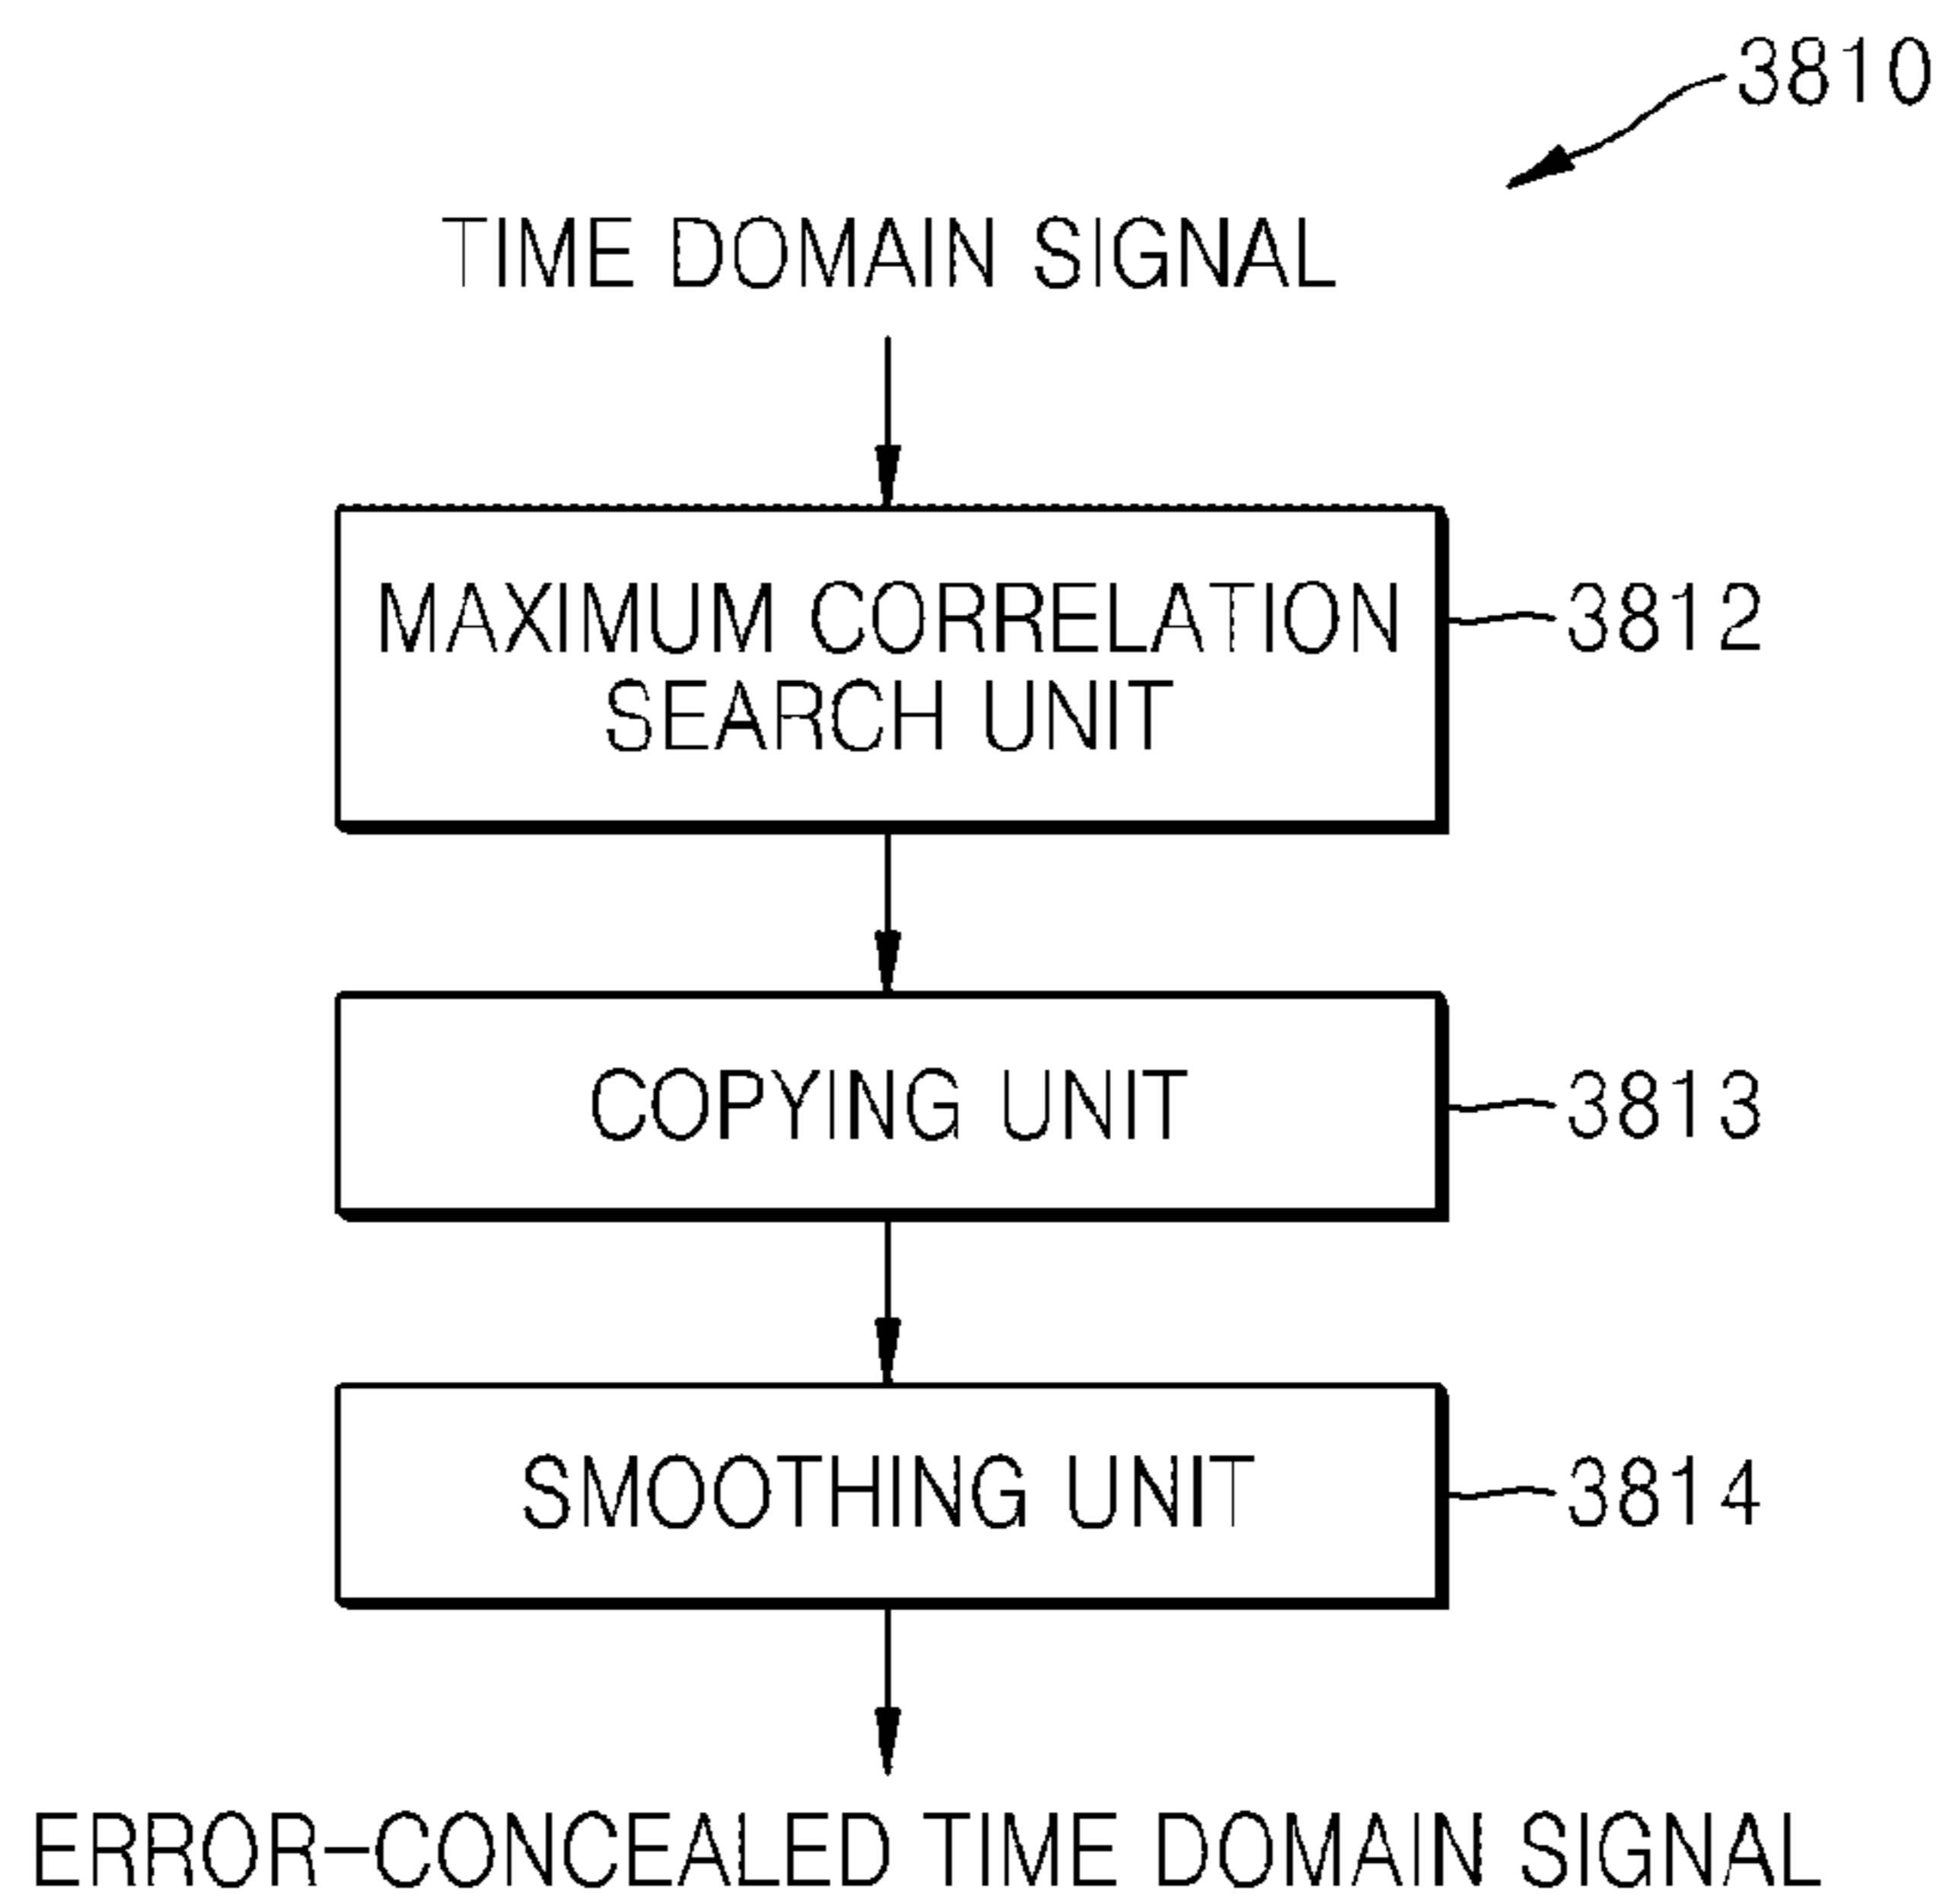 3810
TIME DOMAIN SIGNAL
MAXIMUM CORRELATION
SEARCH UNIT
3812
COPYING UNIT
3813
SMOOTHING UNIT
3814
ERROR-CONCEALED TIME DOMAIN SIGNAL